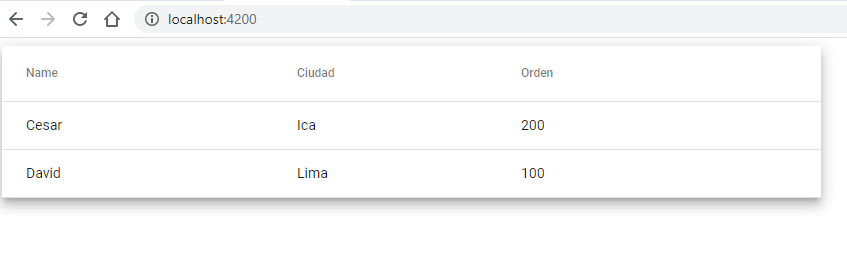 localhost:4200
Name Ciudad Orden
Cesar Ica 200
David Lima 100